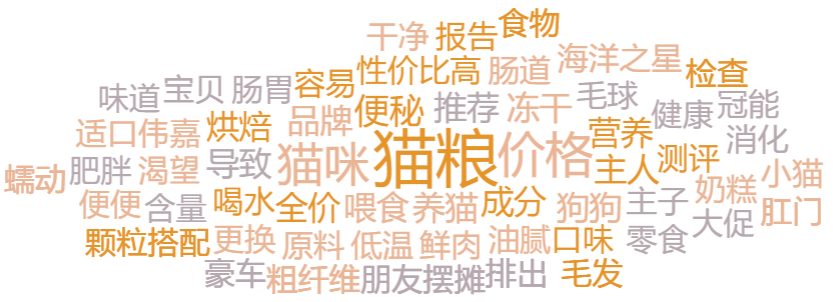 干净 报告 食物
味道 宝贝 肠胃 容易 性价比高 肠道 海洋之星 检查
适口 伟嘉 烘焙 品牌 便秘 推荐 冻干 毛球 健康 冠能
蠕动 肥胖 渴望 导致 猫咪 猫粮 价格 营养 主人 测评 消化
便便 含量 喝水 全价 喂食 养猫 成分 狗狗 主子 奶糕 小猫
颗粒 搭配 更换 原料 低温 鲜肉 油腻 口味 零食 大促 肛门
豪车 粗纤维 朋友 摆摊 排出 毛发